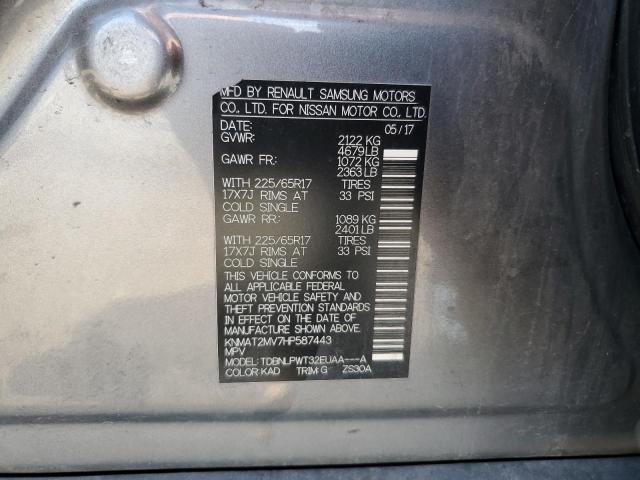 MFD BY RENAULT SAMSUNG MOTORS
CO., LTD. FOR NISSAN MOTOR CO., LTD.
DATE: 05/17
GVWR: 2122 KG
4679LB
GAWR FR: 1072 KG
2363 LB
WITH 225/65R17 TIRES
17X7J RIMS AT 33 PSI
COLD SINGLE
GAWR RR: 1089 KG
2401 LB
WITH 225/65R17 TIRES
17X7J RIMS AT 33 PSI
COLD SINGLE
THIS VEHICLE CONFORMS TO
ALL APPLICABLE FEDERAL
MOTOR VEHICLE SAFETY AND
THEFT PREVENTION STANDARDS
IN EFFECT ON THE DATE OF
MANUFACTURE SHOWN ABOVE.
KNMAT2MV7HP587443
MPV
MODEL: TDBNLPWT32EUAA---A
COLOR: KAD TRIM: G ZS30A